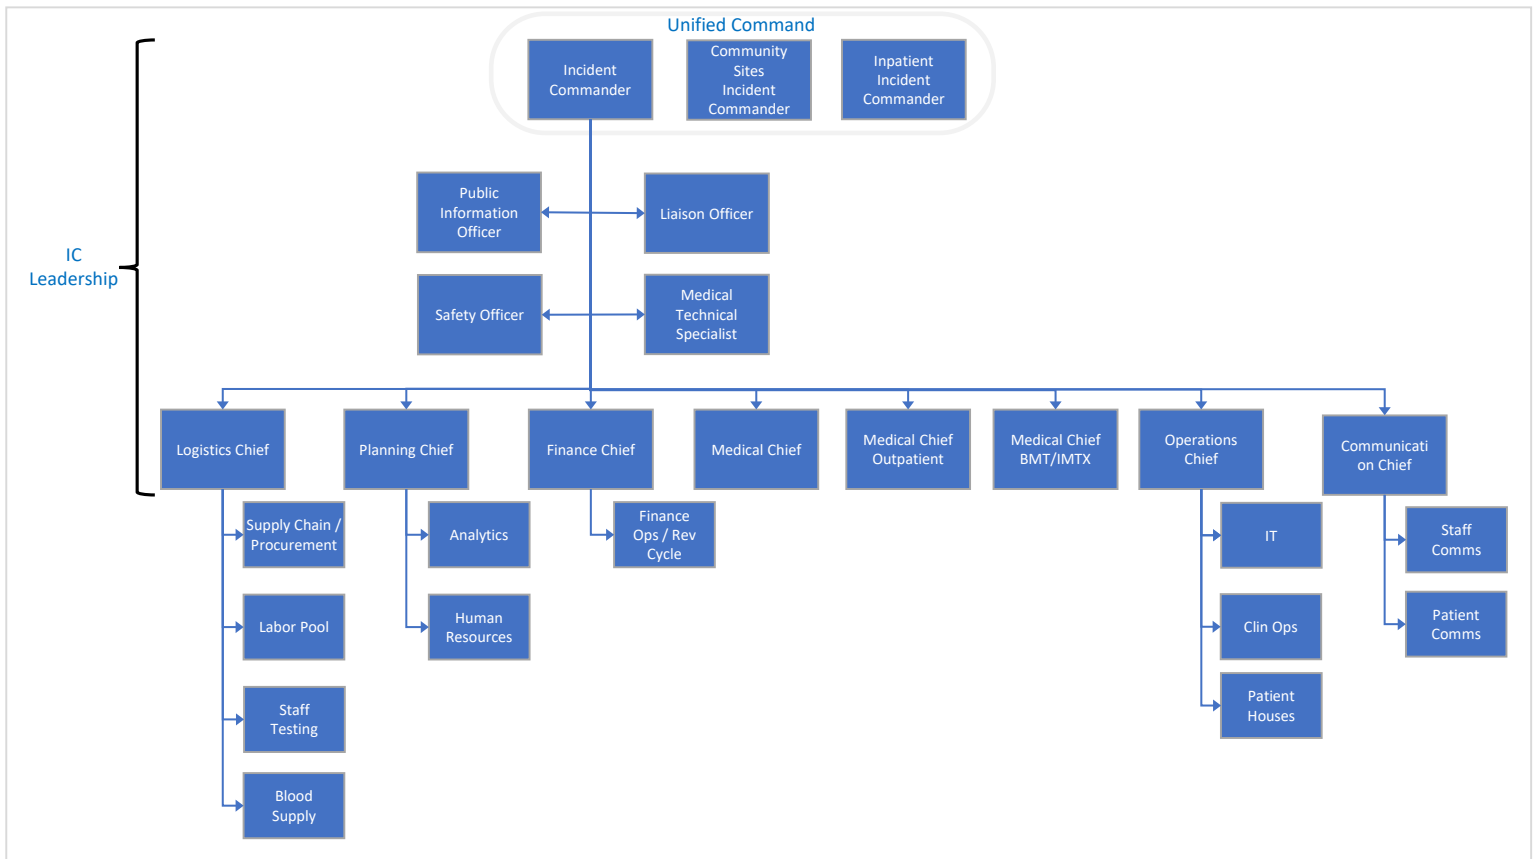 Unified Command
Incident
Commander
Community
Sites
Incident
Commander
Inpatient
Incident
Commander
Public
Information
Officer
Liaison Officer
IC
Leadership
Safety Officer
Medical
Technical
Specialist
Logistics Chief
Planning Chief
Finance Chief
Medical Chief
Medical Chief
Outpatient
Medical Chief
BMT/IMTX
Operations
Chief
Communicati
on Chief
Supply Chain /
Procurement
Analytics
Finance
Ops / Rev
Cycle
IT
Staff
Comms
Labor Pool
Human
Resources
Clin Ops
Patient
Comms
Staff
Testing
Patient
Houses
Blood
Supply